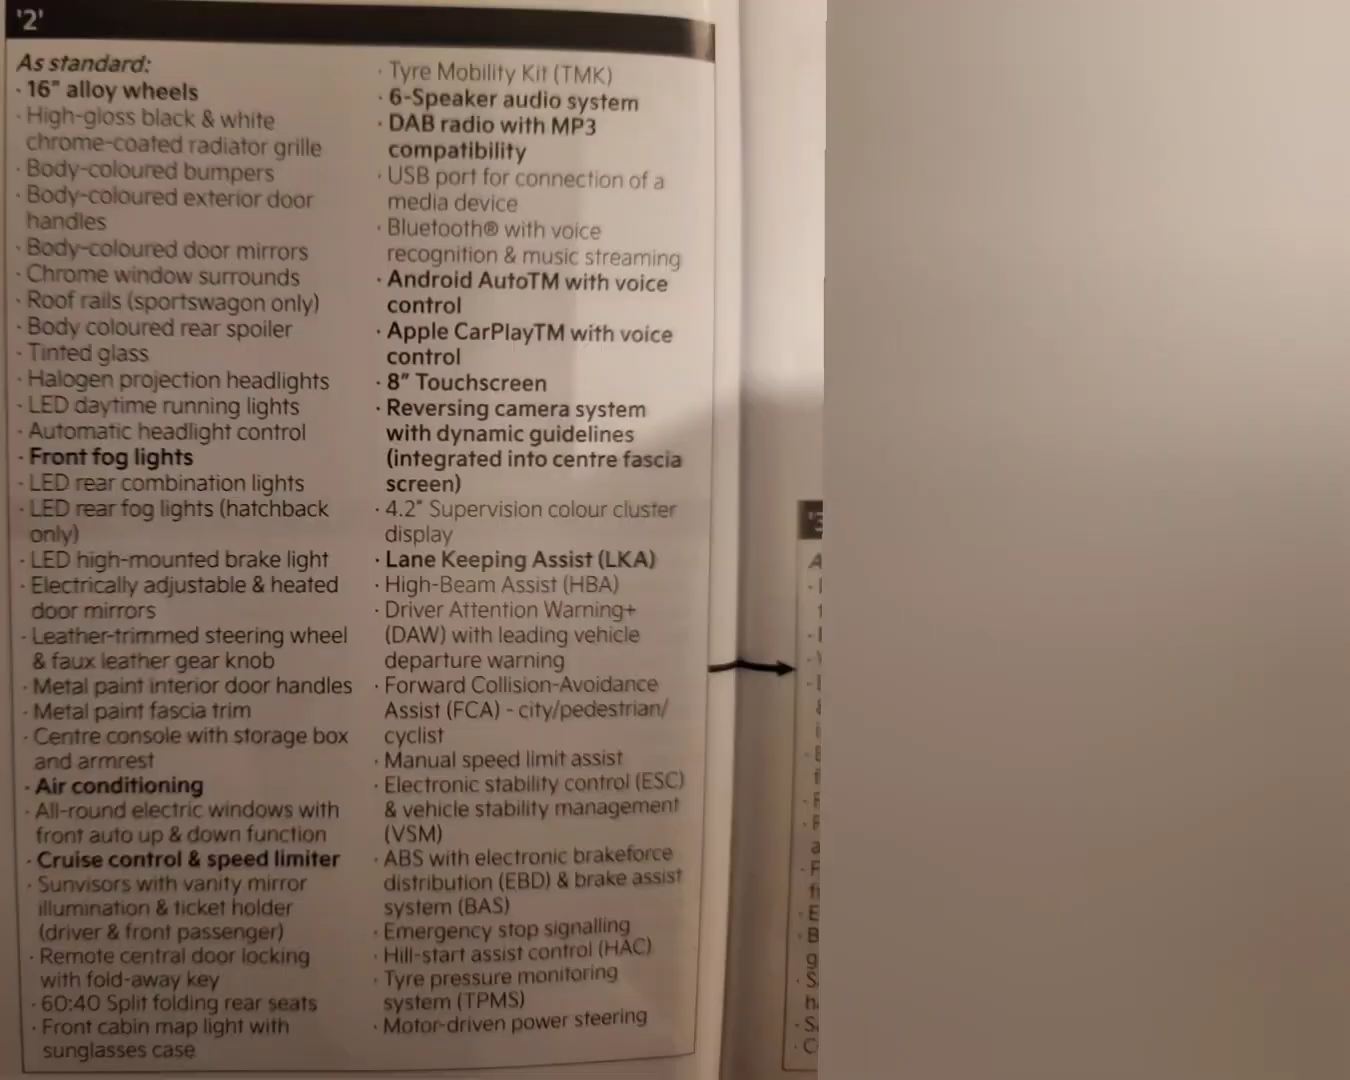 '2'
As standard:
· 16" alloy wheels
· High-gloss black & white
chrome-coated radiator grille
· Body-coloured bumpers
· Body-coloured exterior door
handles
· Body-coloured door mirrors
· Chrome window surrounds
· Roof rails (sportswagon only)
· Body coloured rear spoiler
· Tinted glass
· Halogen projection headlights
· LED daytime running lights
· Automatic headlight control
· Front fog lights
· LED rear combination lights
· LED rear fog lights (hatchback
only)
· LED high-mounted brake light
· Electrically adjustable & heated
door mirrors
· Leather-trimmed steering wheel
& faux leather gear knob
· Metal paint interior door handles
· Metal paint fascia trim
· Centre console with storage box
and armrest
· Air conditioning
· All-round electric windows with
front auto up & down function
· Cruise control & speed limiter
· Sunvisors with vanity mirror
illumination & ticket holder
(driver & front passenger)
· Remote central door locking
with fold-away key
· 60:40 Split folding rear seats
· Front cabin map light with
sunglasses case
· Tyre Mobility Kit (TMK)
· 6-Speaker audio system
· DAB radio with MP3
compatibility
· USB port for connection of a
media device
· Bluetooth® with voice
recognition & music streaming
· Android AutoTM with voice
control
· Apple CarPlayTM with voice
control
· 8" Touchscreen
· Reversing camera system
with dynamic guidelines
(integrated into centre fascia
screen)
· 4.2" Supervision colour cluster
display
· Lane Keeping Assist (LKA)
· High-Beam Assist (HBA)
· Driver Attention Warning+
(DAW) with leading vehicle
departure warning
· Forward Collision-Avoidance
Assist (FCA) - city/pedestrian/
cyclist
· Manual speed limit assist
· Electronic stability control (ESC)
& vehicle stability management
(VSM)
· ABS with electronic brakeforce
distribution (EBD) & brake assist
system (BAS)
· Emergency stop signalling
· Hill-start assist control (HAC)
· Tyre pressure monitoring
system (TPMS)
· Motor-driven power steering